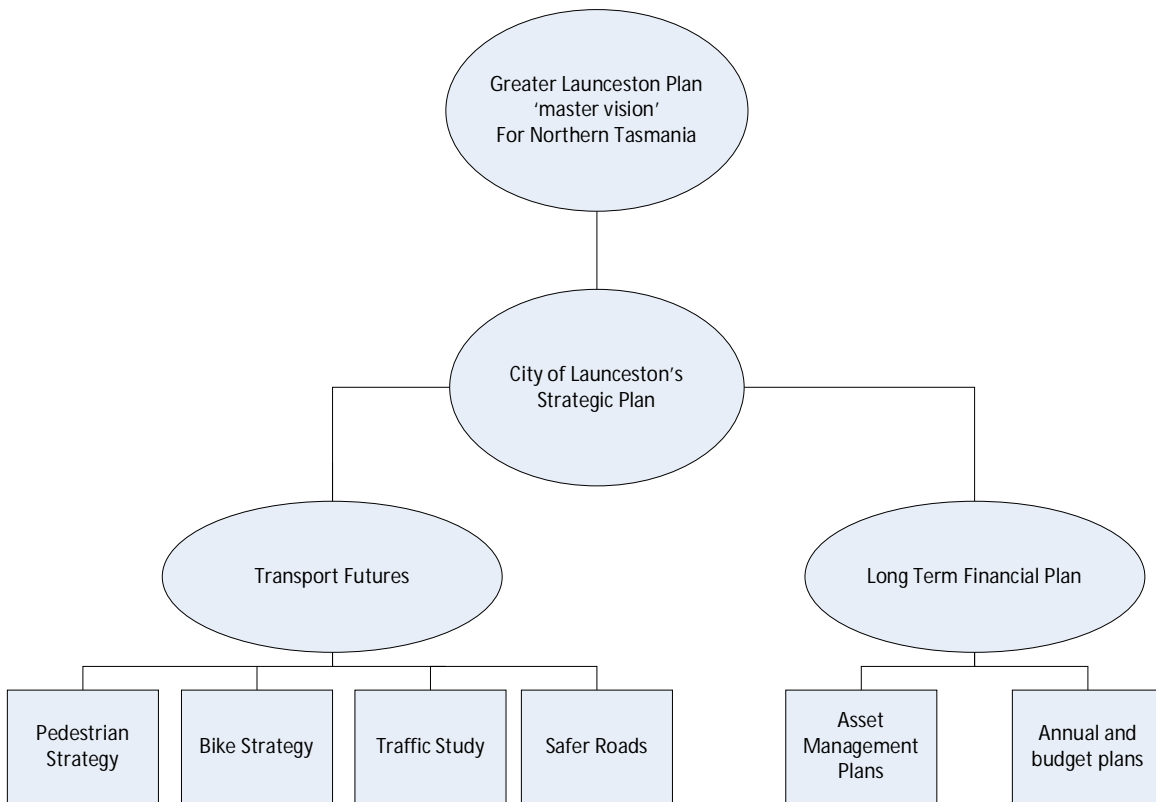 Greater Launceston Plan
‘master vision’
For Northern Tasmania
City of Launceston’s
Strategic Plan
Transport Futures
Long Term Financial Plan
Pedestrian
Strategy
Bike Strategy
Traffic Study
Safer Roads
Asset
Management
Plans
Annual and
budget plans